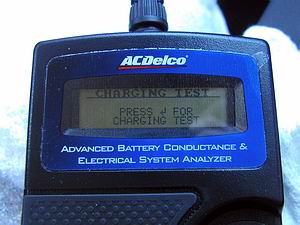 ACDelco
CHARGING TEST
PRESS ↲ FOR
CHARGING TEST
ADVANCED BATTERY CONDUCTANCE &
ELECTRICAL SYSTEM ANALYZER